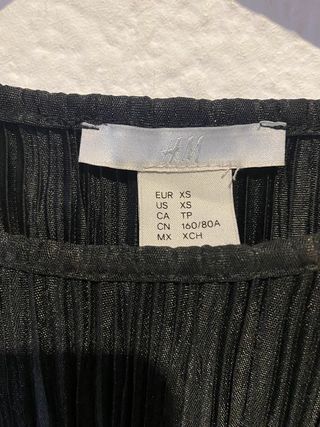 H&M
EUR XS
US XS
CA TP
CN 160/80A
MX XCH